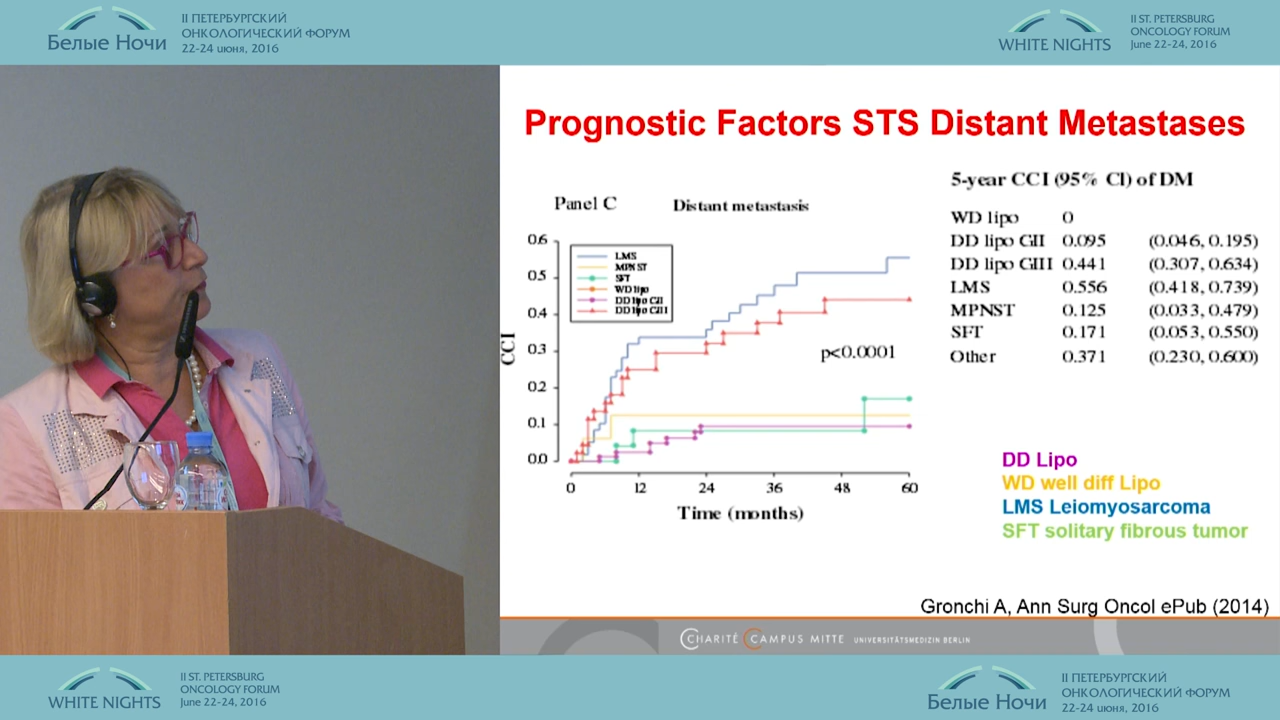 II ПЕТЕРБУРГСКИЙ
ОНКОЛОГИЧЕСКИЙ ФОРУМ
Белые Ночи
22-24 июня, 2016
II ST. PETERSBURG
ONCOLOGY FORUM
WHITE NIGHTS
June 22-24, 2016
Prognostic Factors STS Distant Metastases
Panel C
Distant metastasis
0.6
0.5
0.4
0.3
0.2
0.1
0.0
CCI
LMS
MPNST
SFT
WD lipo
DD lipo GII
DD lipo GIII
p<0.0001
0 12 24 36 48 60
Time (months)
5-year CCI (95% CI) of DM
WD lipo 0
DD lipo GII 0.095 (0.046, 0.195)
DD lipo GIII 0.441 (0.307, 0.634)
LMS 0.556 (0.418, 0.739)
MPNST 0.125 (0.033, 0.479)
SFT 0.171 (0.053, 0.550)
Other 0.371 (0.230, 0.600)
DD Lipo
WD well diff Lipo
LMS Leiomyosarcoma
SFT solitary fibrous tumor
Gronchi A, Ann Surg Oncol ePub (2014)
CHARITÉ CAMPUS MITTE UNIVERSITÄTSMEDIZIN BERLIN
II ST. PETERSBURG
ONCOLOGY FORUM
WHITE NIGHTS
June 22-24, 2016
II ПЕТЕРБУРГСКИЙ
ОНКОЛОГИЧЕСКИЙ ФОРУМ
Белые Ночи
22-24 июня, 2016